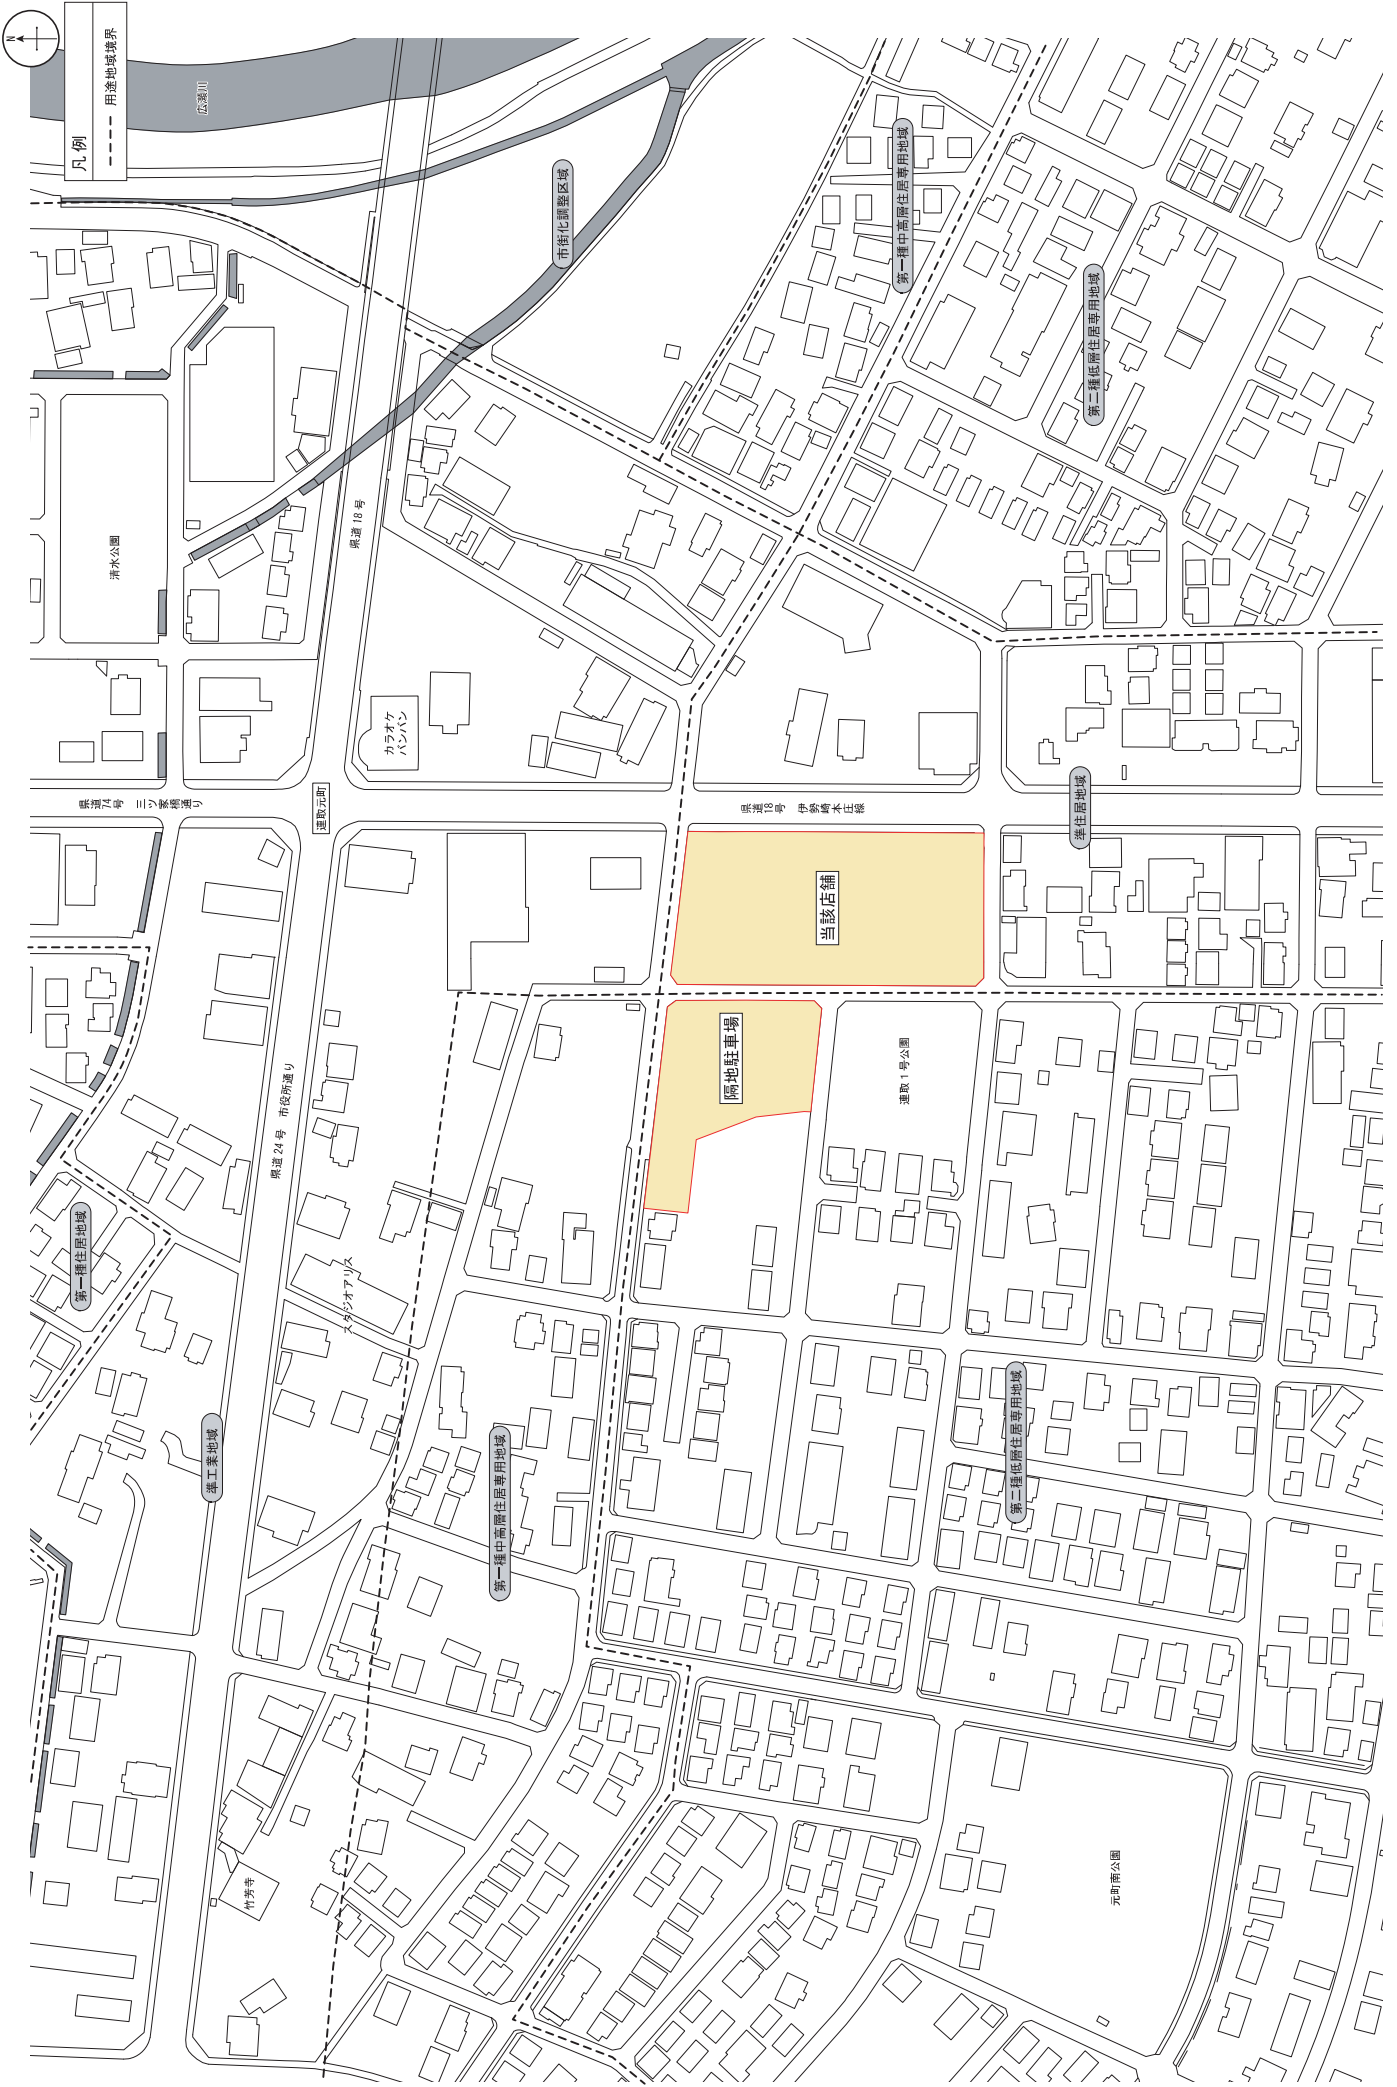 N
凡 例
用途地域境界
広瀬川
市街化調整区域
第一種中高層住居専用地域
第二種低層住居専用地域
清水公園
県道 18 号
カラオケ
バンバン
県道
74号 三ツ家橋通り
連取元町
県道
18号 伊勢崎本庄線
準住居地域
当該店舗
隔地駐車場
連取 1 号公園
県道 24 号 市役所通り
第一種住居地域
スタジオアリス
準工業地域
第一種中高層住居専用地域
第二種低層住居専用地域
竹芳寺
元町南公園